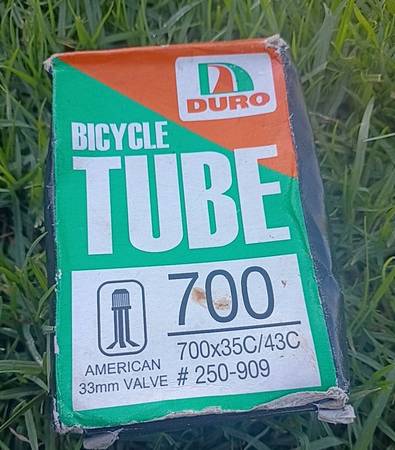 DURO
BICYCLE
TUBE
700
700x35C/43C
AMERICAN
33mm VALVE
# 250-909